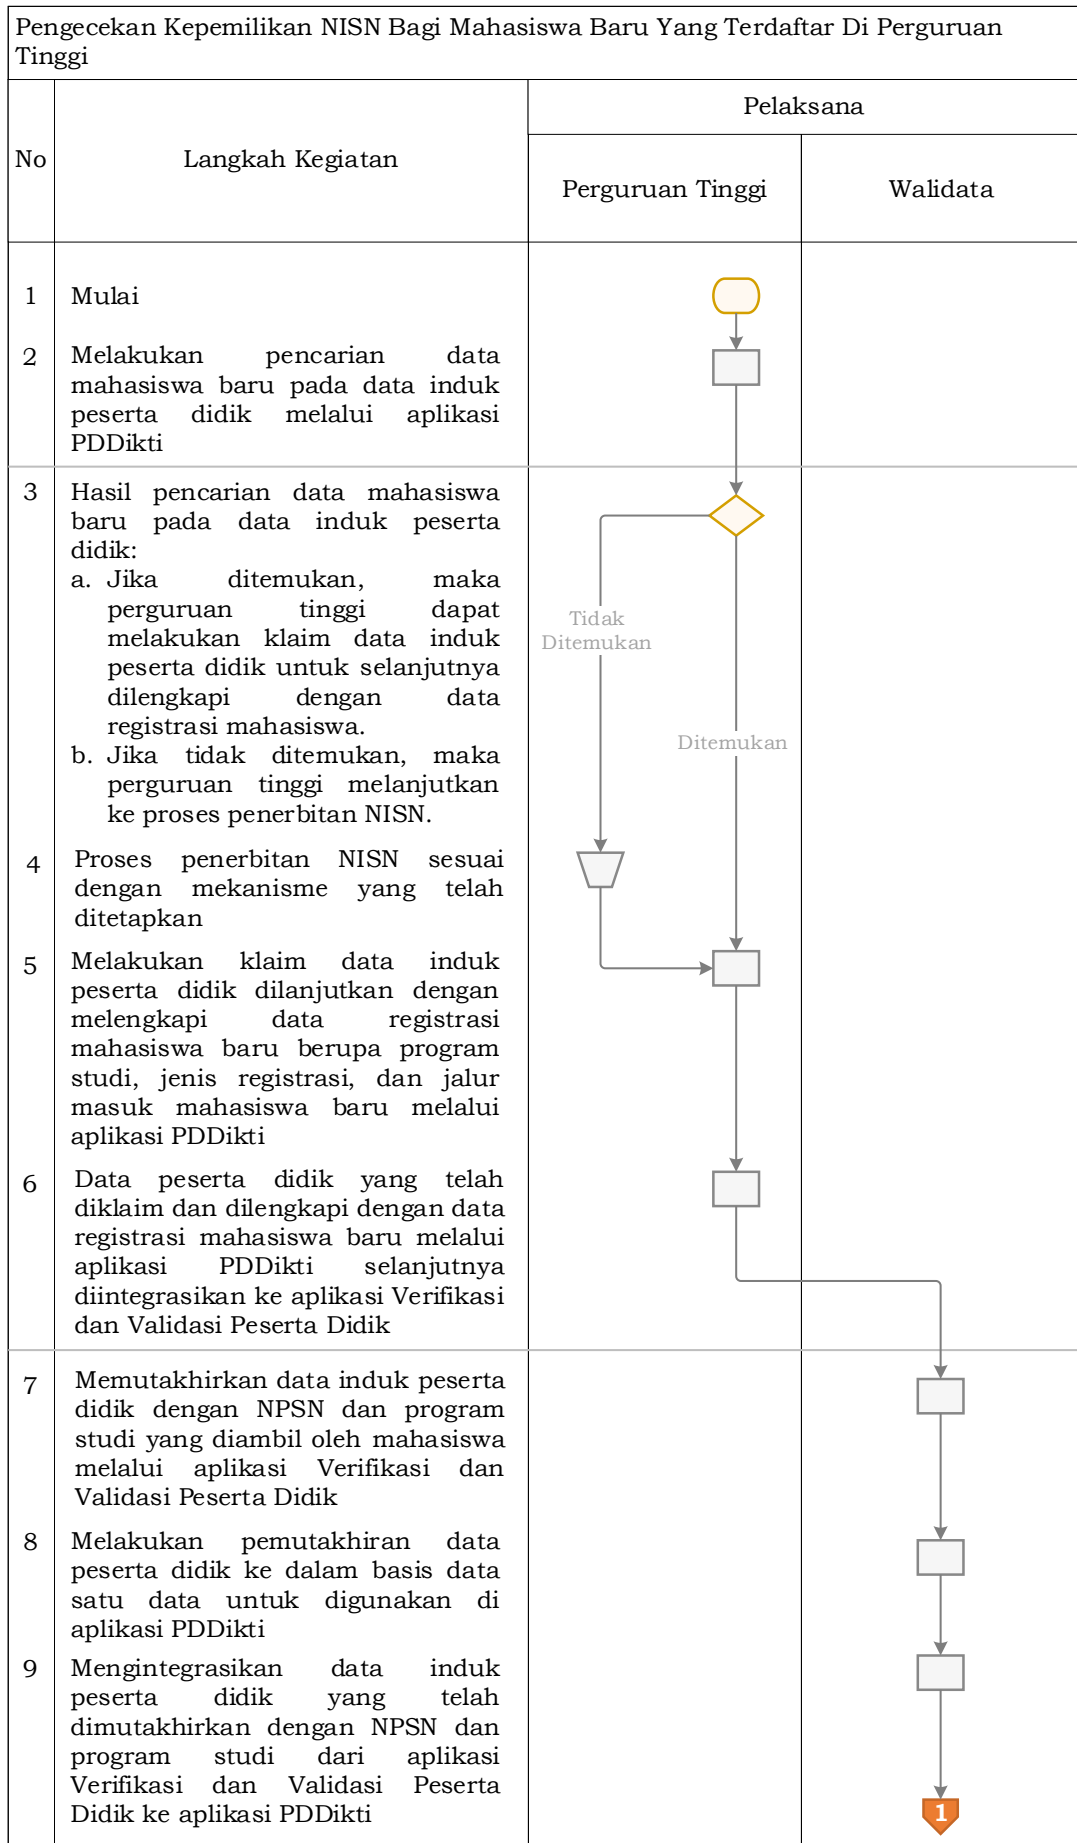 Pengecekan Kepemilikan NISN Bagi Mahasiswa Baru Yang Terdaftar Di Perguruan
Tinggi
No
Langkah Kegiatan
Pelaksana
Perguruan Tinggi
Walidata
1
Mulai
2
Melakukan pencarian data
mahasiswa baru pada data induk
peserta didik melalui aplikasi
PDDikti
3
Hasil pencarian data mahasiswa
baru pada data induk peserta
didik:
a. Jika ditemukan, maka
perguruan tinggi dapat
melakukan klaim data induk
peserta didik untuk selanjutnya
dilengkapi dengan data
registrasi mahasiswa.
b. Jika tidak ditemukan, maka
perguruan tinggi melanjutkan
ke proses penerbitan NISN.
Tidak
Ditemukan
Ditemukan
4
Proses penerbitan NISN sesuai
dengan mekanisme yang telah
ditetapkan
5
Melakukan klaim data induk
peserta didik dilanjutkan dengan
melengkapi data registrasi
mahasiswa baru berupa program
studi, jenis registrasi, dan jalur
masuk mahasiswa baru melalui
aplikasi PDDikti
6
Data peserta didik yang telah
diklaim dan dilengkapi dengan data
registrasi mahasiswa baru melalui
aplikasi PDDikti selanjutnya
diintegrasikan ke aplikasi Verifikasi
dan Validasi Peserta Didik
7
Memutakhirkan data induk peserta
didik dengan NPSN dan program
studi yang diambil oleh mahasiswa
melalui aplikasi Verifikasi dan
Validasi Peserta Didik
8
Melakukan pemutakhiran data
peserta didik ke dalam basis data
satu data untuk digunakan di
aplikasi PDDikti
9
Mengintegrasikan data induk
peserta didik yang telah
dimutakhirkan dengan NPSN dan
program studi dari aplikasi
Verifikasi dan Validasi Peserta
Didik ke aplikasi PDDikti
1